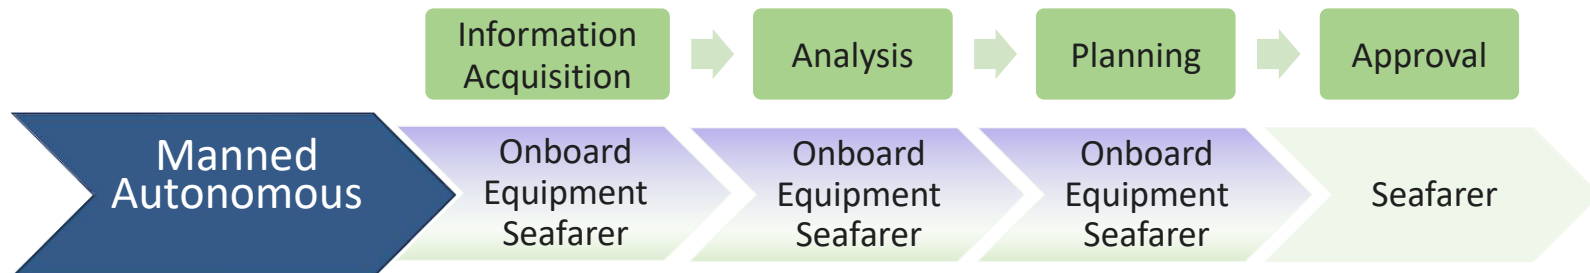 Information
Acquisition
Analysis
Planning
Approval
Manned
Autonomous
Onboard
Equipment
Seafarer
Onboard
Equipment
Seafarer
Onboard
Equipment
Seafarer
Seafarer